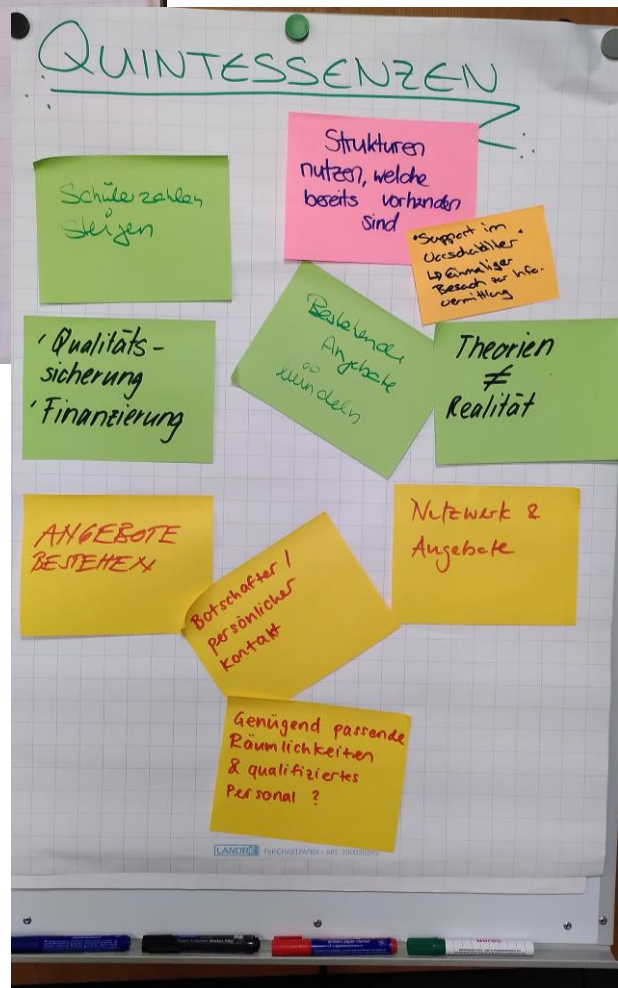 QUINTESSENZEN
Strukturen
nutzen, welche
bereits vorhanden
sind
Schülerzahlen
steigen
• Support im
Vorschulalter
↳ Einmaliger
Besuch zur Info-
vermittlung
' Qualitäts-
sicherung
' Finanzierung
Bestehende
Angebote
bündeln
Theorien
≠
Realität
ANGEBOTE
BESTEHEN
Botschafter /
persönlicher
Kontakt
Netzwerk &
Angebote
Genügend passende
Räumlichkeiten
& qualifiziertes
Personal ?
LANDRÉ FLIPCHARTPAPIER - ART.